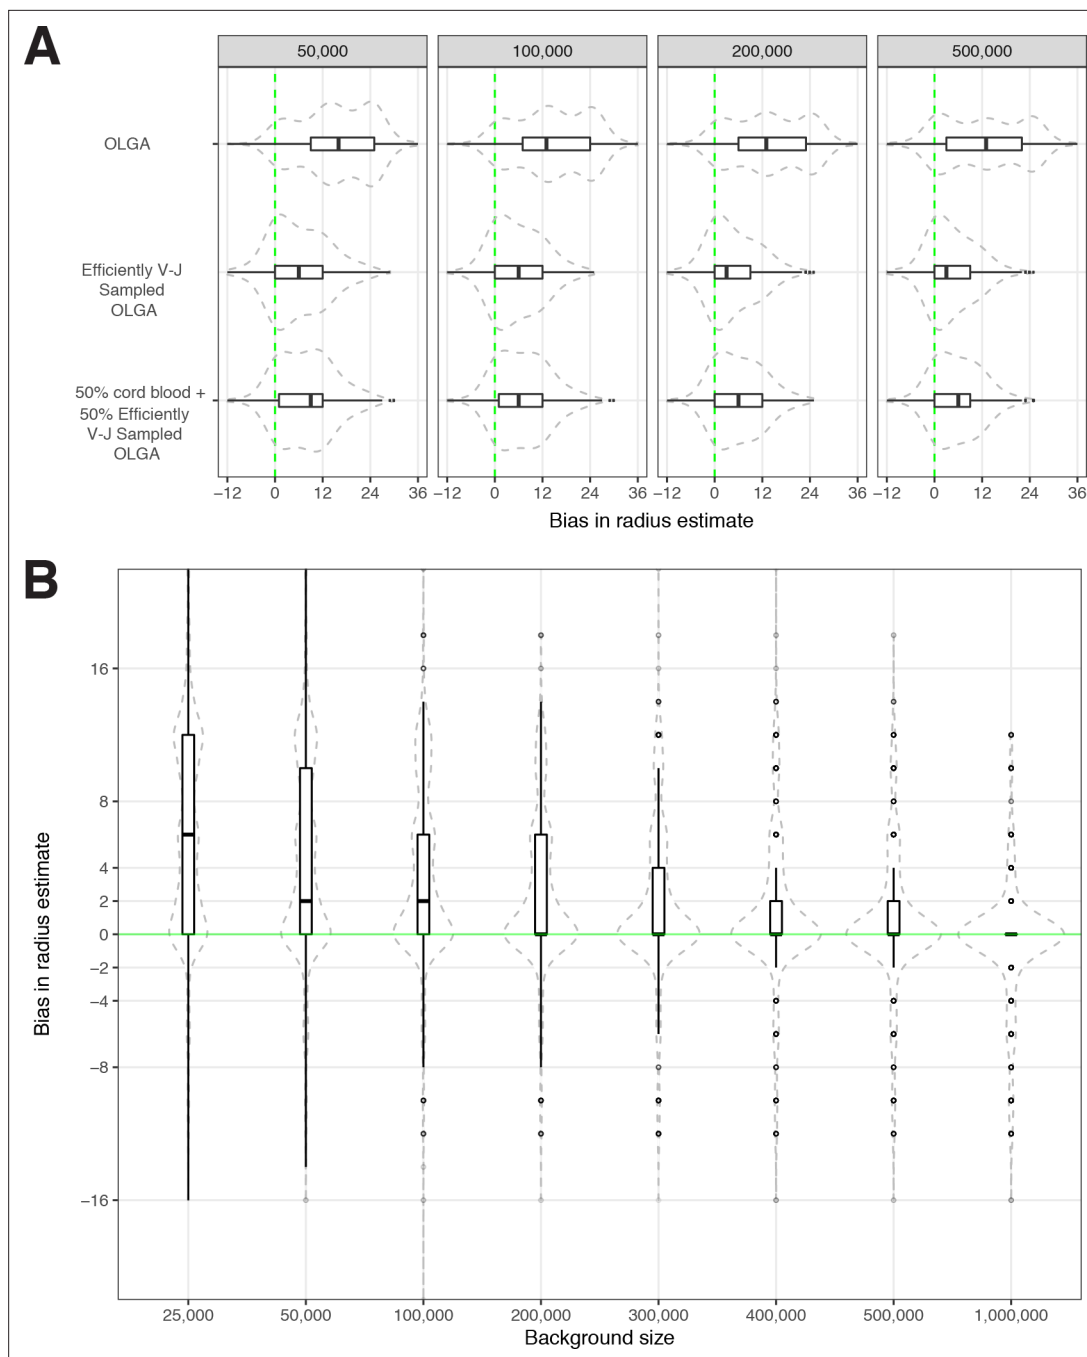 A
50,000
100,000
200,000
500,000
OLGA
Efficiently V-J
Sampled
OLGA
50% cord blood +
50% Efficiently
V-J Sampled
OLGA
−12 0 12 24 36 −12 0 12 24 36 −12 0 12 24 36 −12 0 12 24 36
Bias in radius estimate
B
Bias in radius estimate
16
8
4
2
0
−2
−4
−8
−16
25,000 50,000 100,000 200,000 300,000 400,000 500,000 1,000,000
Background size